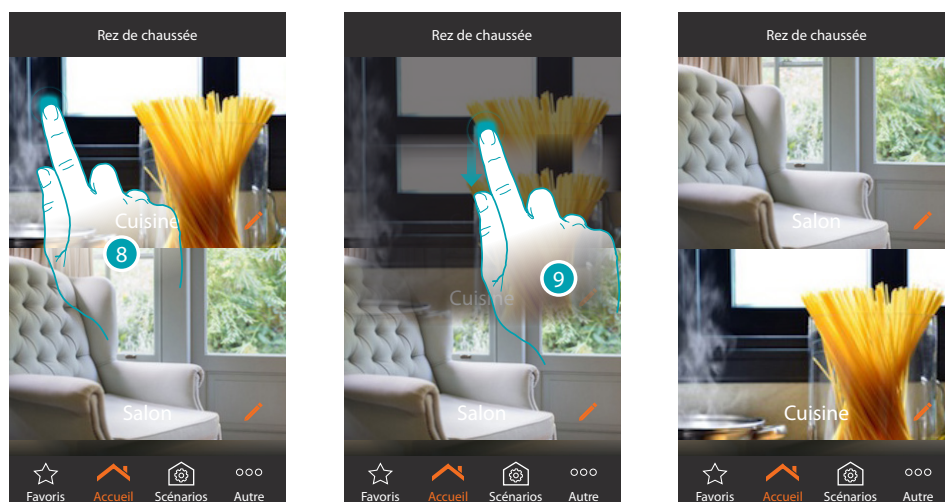 Rez de chaussée
Cuisine
8
Salon
Favoris Accueil Scénarios Autre
Rez de chaussée
Cuisine
9
Salon
Favoris Accueil Scénarios Autre
Rez de chaussée
Salon
Cuisine
Favoris Accueil Scénarios Autre